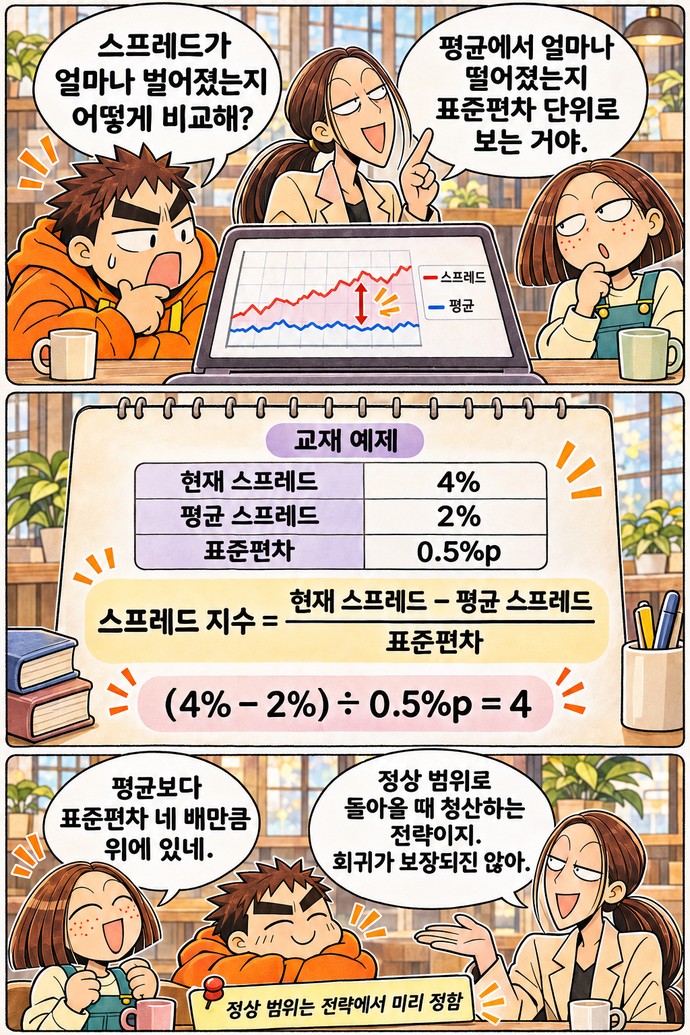 스프레드가
얼마나 벌어졌는지
어떻게 비교해?
평균에서 얼마나
떨어졌는지
표준편차 단위로
보는 거야.
스프레드
평균
교재 예제
현재 스프레드 4%
평균 스프레드 2%
표준편차 0.5%p
스프레드 지수 = 현재 스프레드 – 평균 스프레드
표준편차
(4% – 2%) ÷ 0.5%p = 4
평균보다
표준편차 네 배만큼
위에 있네.
정상 범위로
돌아올 때 청산하는
전략이지.
회귀가 보장되진 않아.
정상 범위는 전략에서 미리 정함